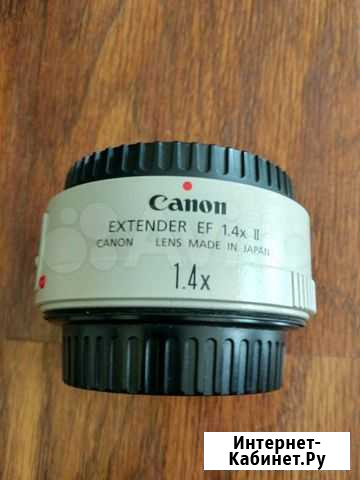 Canon
EXTENDER EF 1.4x II
CANON LENS MADE IN JAPAN
1.4x
Интернет-
Кабинет.Ру